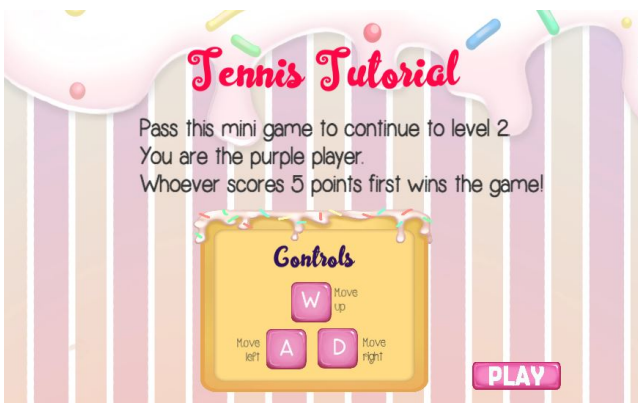 Tennis Tutorial
Pass this mini game to continue to level 2
You are the purple player.
Whoever scores 5 points first wins the game!
Controls
W
Move
up
Move
left
A
D
Move
right
PLAY